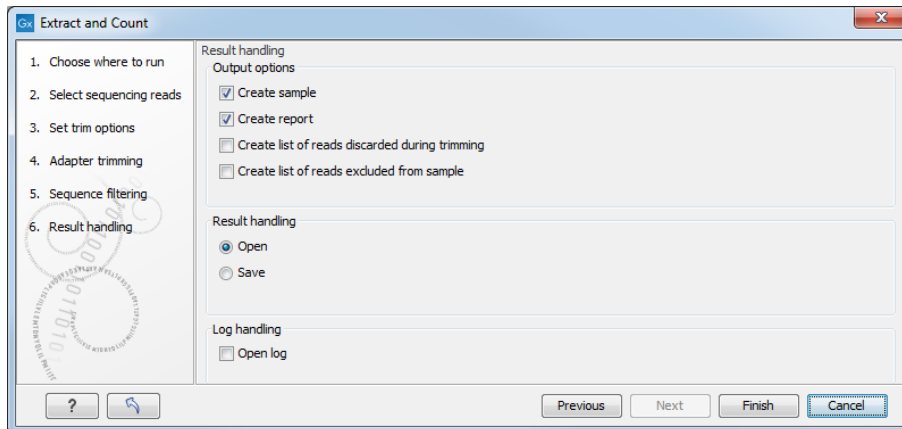 Gx Extract and Count
X
1. Choose where to run
2. Select sequencing reads
3. Set trim options
4. Adapter trimming
5. Sequence filtering
6. Result handling
Result handling
Output options
Create sample
Create report
Create list of reads discarded during trimming
Create list of reads excluded from sample
Result handling
Open
Save
Log handling
Open log
?
Previous
Next
Finish
Cancel